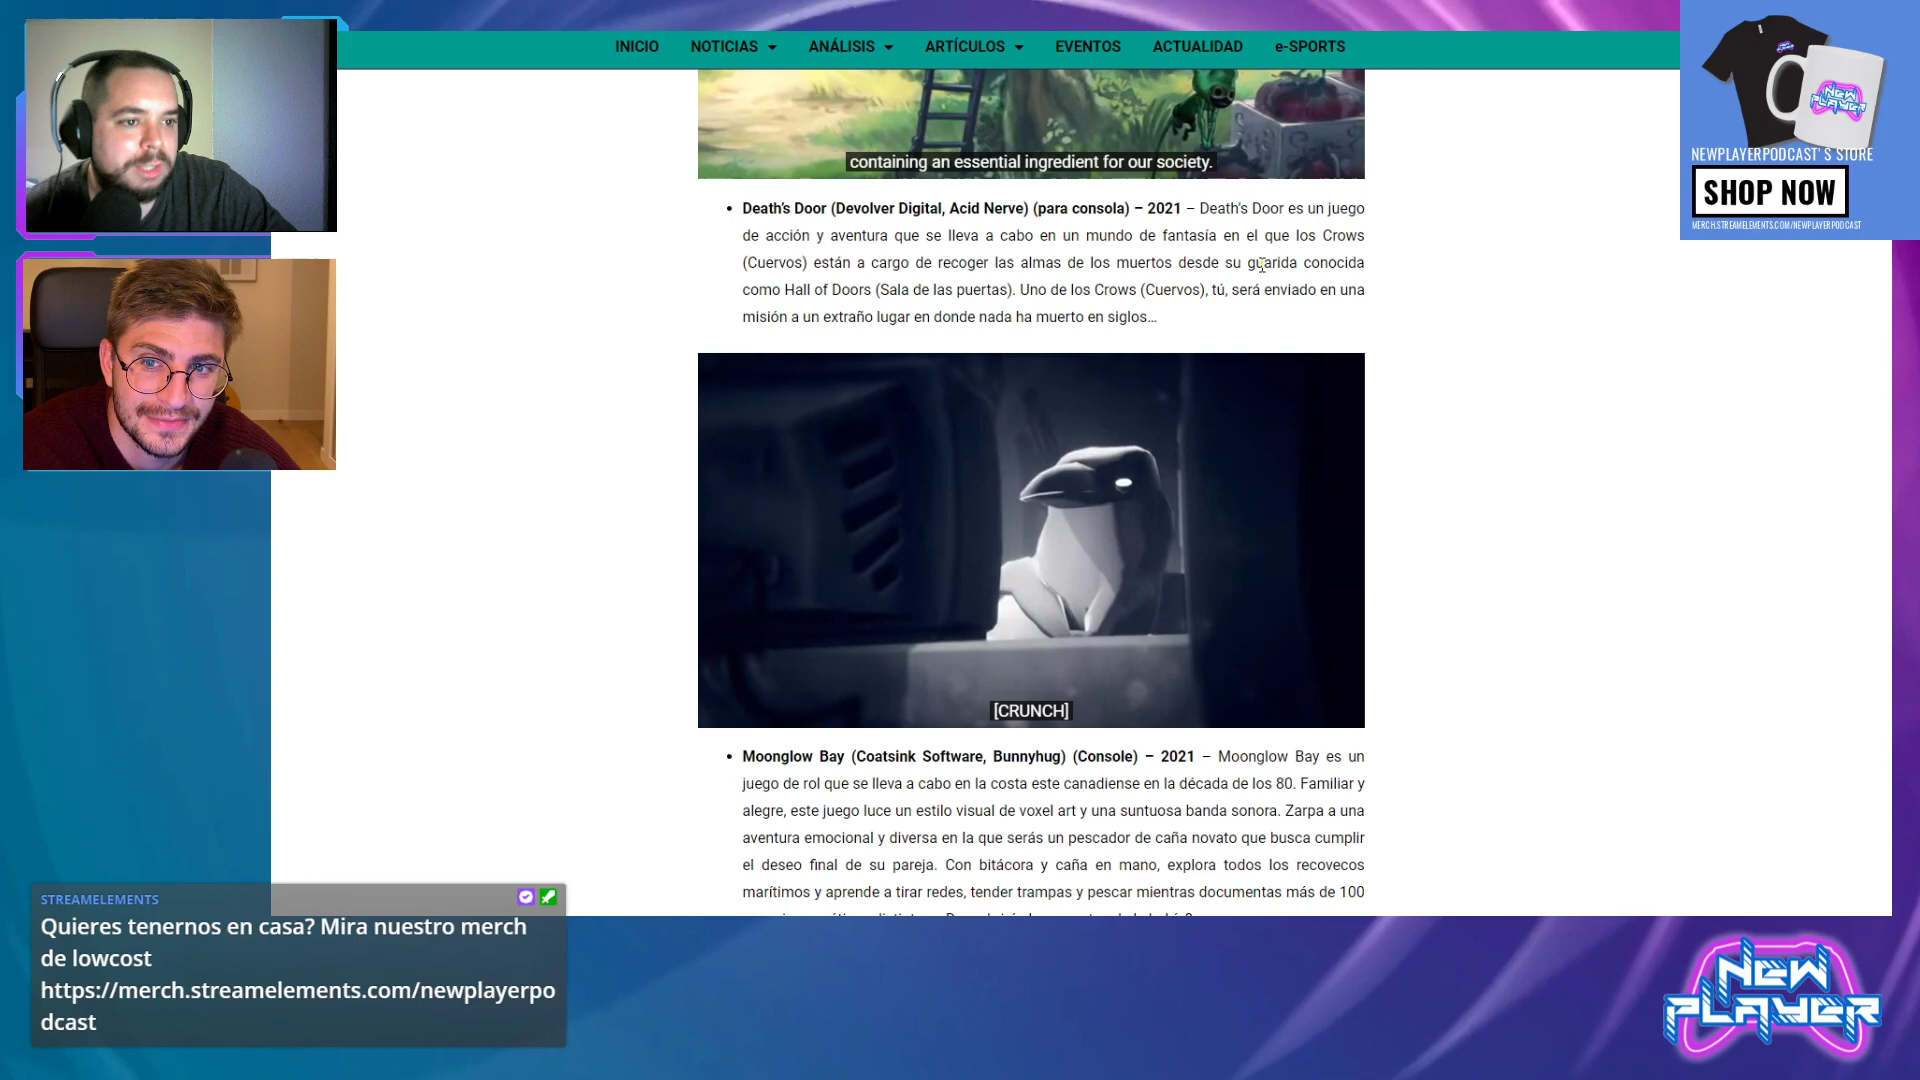 INICIO NOTICIAS ANÁLISIS ARTÍCULOS EVENTOS ACTUALIDAD e-SPORTS
containing an essential ingredient for our society.
• Death's Door (Devolver Digital, Acid Nerve) (para consola) – 2021 – Death's Door es un juego
de acción y aventura que se lleva a cabo en un mundo de fantasía en el que los Crows
(Cuervos) están a cargo de recoger las almas de los muertos desde su guarida conocida
como Hall of Doors (Sala de las puertas). Uno de los Crows (Cuervos), tú, será enviado en una
misión a un extraño lugar en donde nada ha muerto en siglos…
[CRUNCH]
• Moonglow Bay (Coatsink Software, Bunnyhug) (Console) – 2021 – Moonglow Bay es un
juego de rol que se lleva a cabo en la costa este canadiense en la década de los 80. Familiar y
alegre, este juego luce un estilo visual de voxel art y una suntuosa banda sonora. Zarpa a una
aventura emocional y diversa en la que serás un pescador de caña novato que busca cumplir
el deseo final de su pareja. Con bitácora y caña en mano, explora todos los recovecos
marítimos y aprende a tirar redes, tender trampas y pescar mientras documentas más de 100
NEW
PLAYER
NEWPLAYERPODCAST'S STORE
SHOP NOW
MERCH.STREAMELEMENTS.COM/NEWPLAYERPODCAST
STREAMELEMENTS
Quieres tenernos en casa? Mira nuestro merch
de lowcost
https://merch.streamelements.com/newplayerpo
dcast
NEW
PLAYER